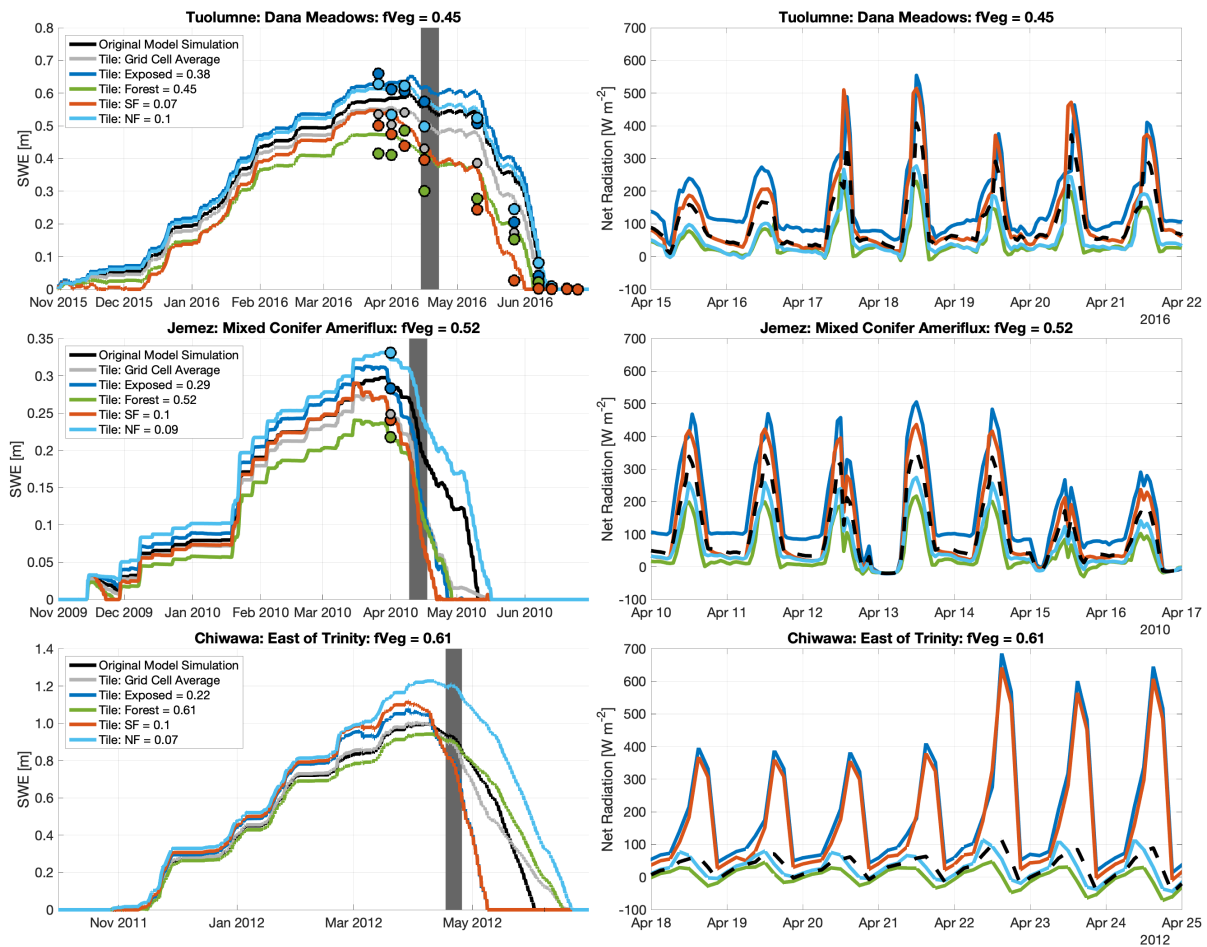 Tuolumne: Dana Meadows: fVeg = 0.45
SWE [m]
0.8
0.7
0.6
0.5
0.4
0.3
0.2
0.1
0
Original Model Simulation
Tile: Grid Cell Average
Tile: Exposed = 0.38
Tile: Forest = 0.45
Tile: SF = 0.07
Tile: NF = 0.1
Nov 2015 Dec 2015 Jan 2016 Feb 2016 Mar 2016 Apr 2016 May 2016 Jun 2016
Tuolumne: Dana Meadows: fVeg = 0.45
Net Radiation [W m−2]
700
600
500
400
300
200
100
0
-100
Apr 15 Apr 16 Apr 17 Apr 18 Apr 19 Apr 20 Apr 21 Apr 22
2016
Jemez: Mixed Conifer Ameriflux: fVeg = 0.52
SWE [m]
0.35
0.3
0.25
0.2
0.15
0.1
0.05
0
Original Model Simulation
Tile: Grid Cell Average
Tile: Exposed = 0.29
Tile: Forest = 0.52
Tile: SF = 0.1
Tile: NF = 0.09
Nov 2009 Dec 2009 Jan 2010 Feb 2010 Mar 2010 Apr 2010 May 2010 Jun 2010
Jemez: Mixed Conifer Ameriflux: fVeg = 0.52
Net Radiation [W m−2]
700
600
500
400
300
200
100
0
-100
Apr 10 Apr 11 Apr 12 Apr 13 Apr 14 Apr 15 Apr 16 Apr 17
2010
Chiwawa: East of Trinity: fVeg = 0.61
SWE [m]
1.4
1.2
1.0
0.8
0.6
0.4
0.2
0
Original Model Simulation
Tile: Grid Cell Average
Tile: Exposed = 0.22
Tile: Forest = 0.61
Tile: SF = 0.1
Tile: NF = 0.07
Nov 2011 Jan 2012 Mar 2012 May 2012
Chiwawa: East of Trinity: fVeg = 0.61
Net Radiation [W m−2]
700
600
500
400
300
200
100
0
-100
Apr 18 Apr 19 Apr 20 Apr 21 Apr 22 Apr 23 Apr 24 Apr 25
2012